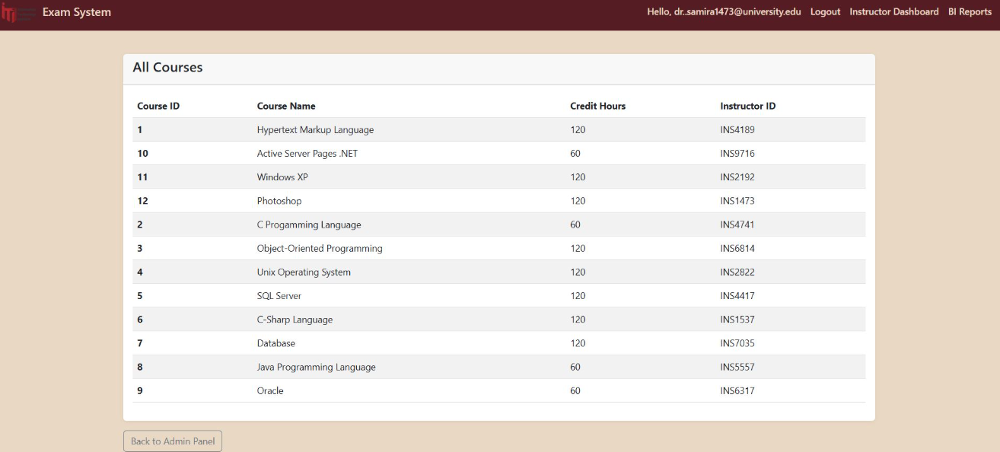 Exam System
Hello, dr..samira1473@university.edu Logout Instructor Dashboard BI Reports
All Courses
Course ID Course Name Credit Hours Instructor ID
1 Hypertext Markup Language 120 INS4189
10 Active Server Pages .NET 60 INS9716
11 Windows XP 120 INS2192
12 Photoshop 120 INS1473
2 C Progamming Language 60 INS4741
3 Object-Oriented Programming 120 INS6814
4 Unix Operating System 120 INS2822
5 SQL Server 120 INS4417
6 C-Sharp Language 120 INS1537
7 Database 120 INS7035
8 Java Programming Language 60 INS5557
9 Oracle 60 INS6317
Back to Admin Panel